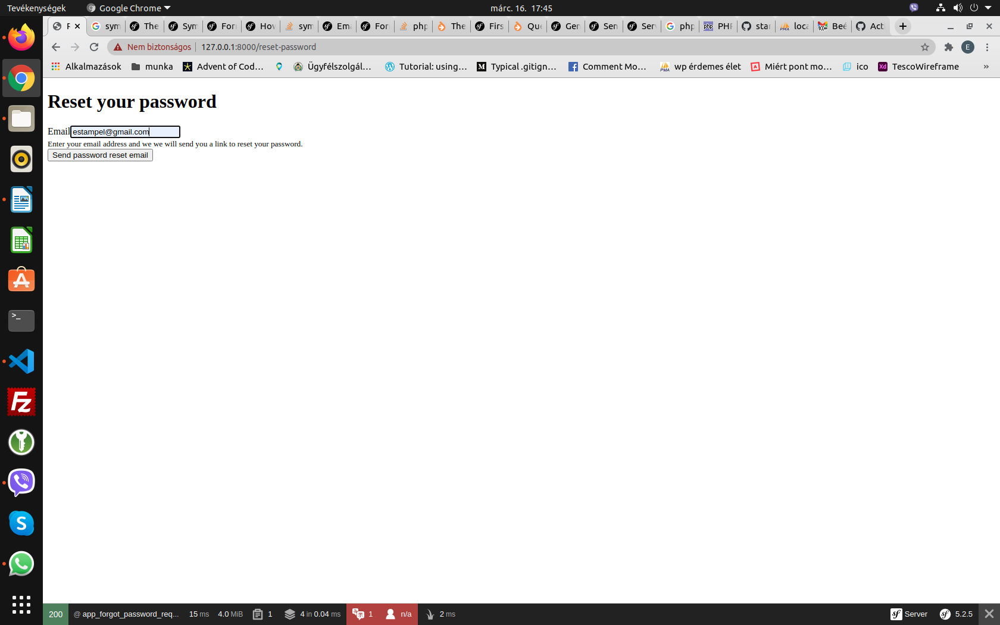 Tevékenységek Google Chrome márc. 16. 17:45
F sym The Sym For Hov sym Ema For php The Firs Que Gen Sen Ser php PHP star loca Beé Act
Nem biztonságos 127.0.0.1:8000/reset-password E
Alkalmazások munka Advent of Cod... Ügyfélszolgál... Tutorial: using... Typical .gitign... Comment Mo... wp érdemes élet Miért pont mo... ico TescoWireframe »
Reset your password
Email estampel@gmail.com
Enter your email address and we we will send you a link to reset your password.
Send password reset email
200 @ app_forgot_password_req... 15 ms 4.0 MiB 1 4 in 0.04 ms 1 n/a 2 ms Server 5.2.5